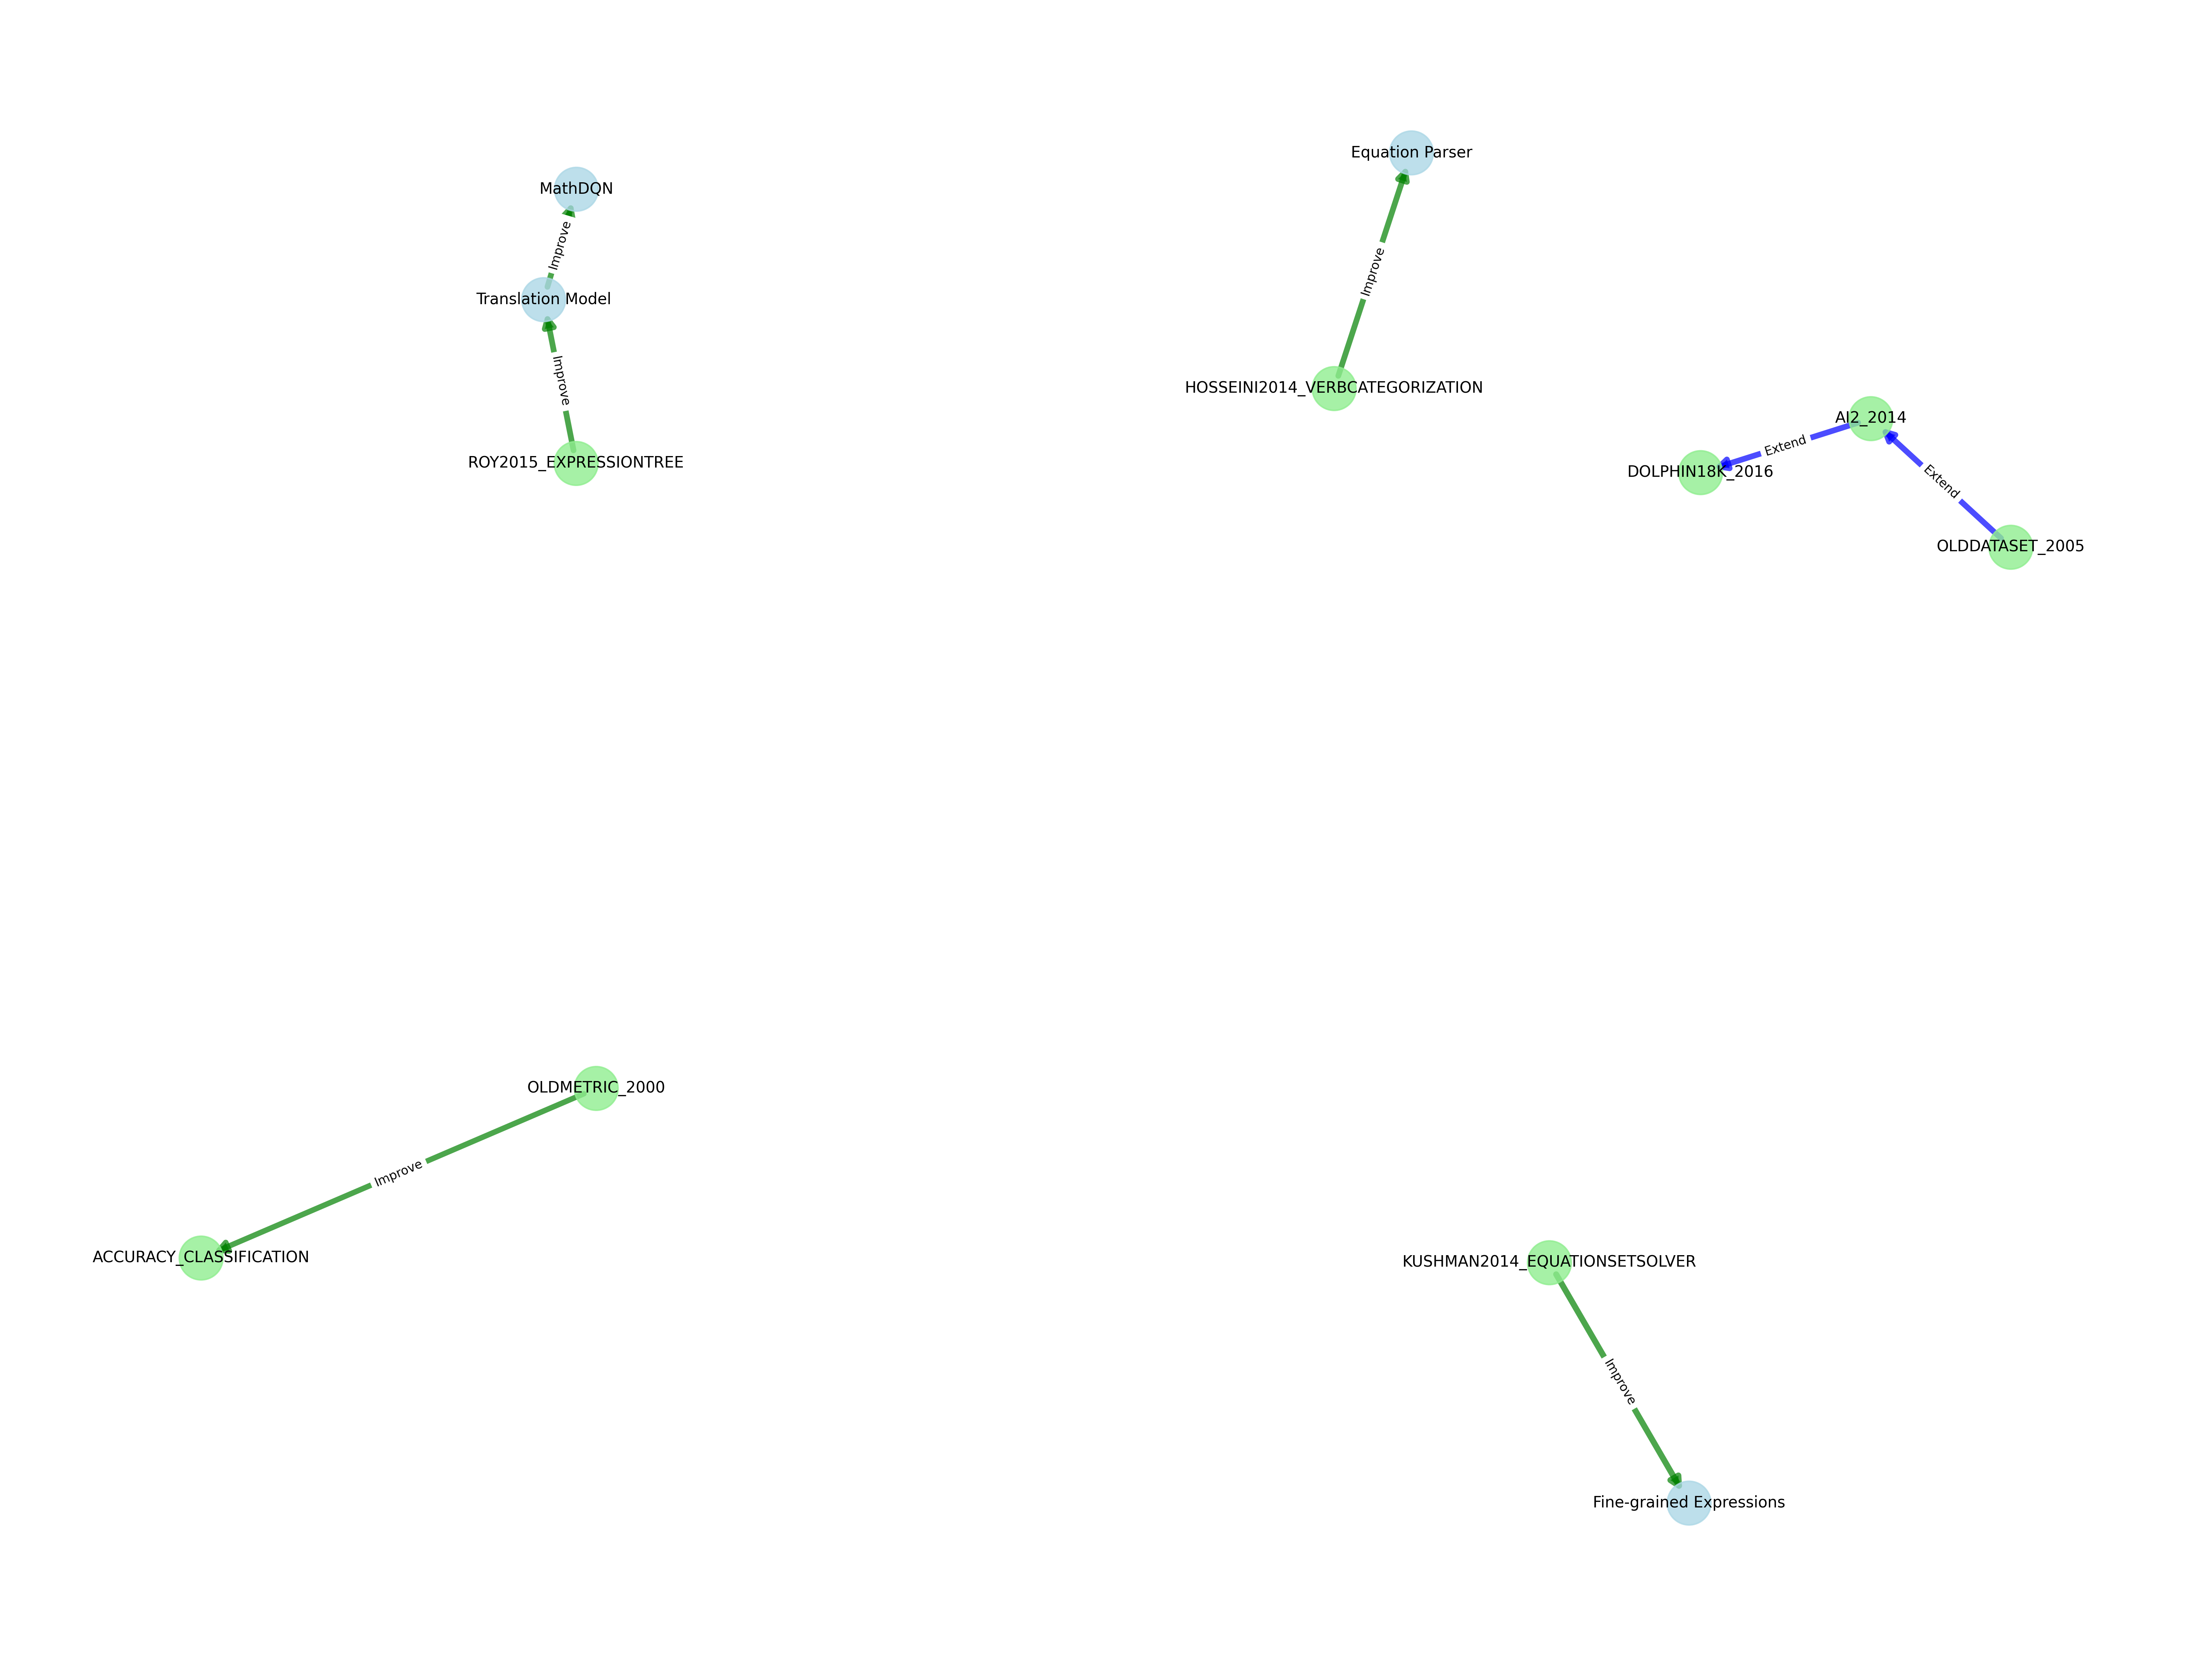 Equation Parser
MathDQN
Improve
Improve
Translation Model
Improve
HOSSEINI2014_VERBCATEGORIZATION
AI2_2014
Extend
ROY2015_EXPRESSIONTREE
DOLPHIN18K_2016
Extend
OLDDATASET_2005
OLDMETRIC_2000
Improve
ACCURACY_CLASSIFICATION
KUSHMAN2014_EQUATIONSETSOLVER
Improve
Fine-grained Expressions